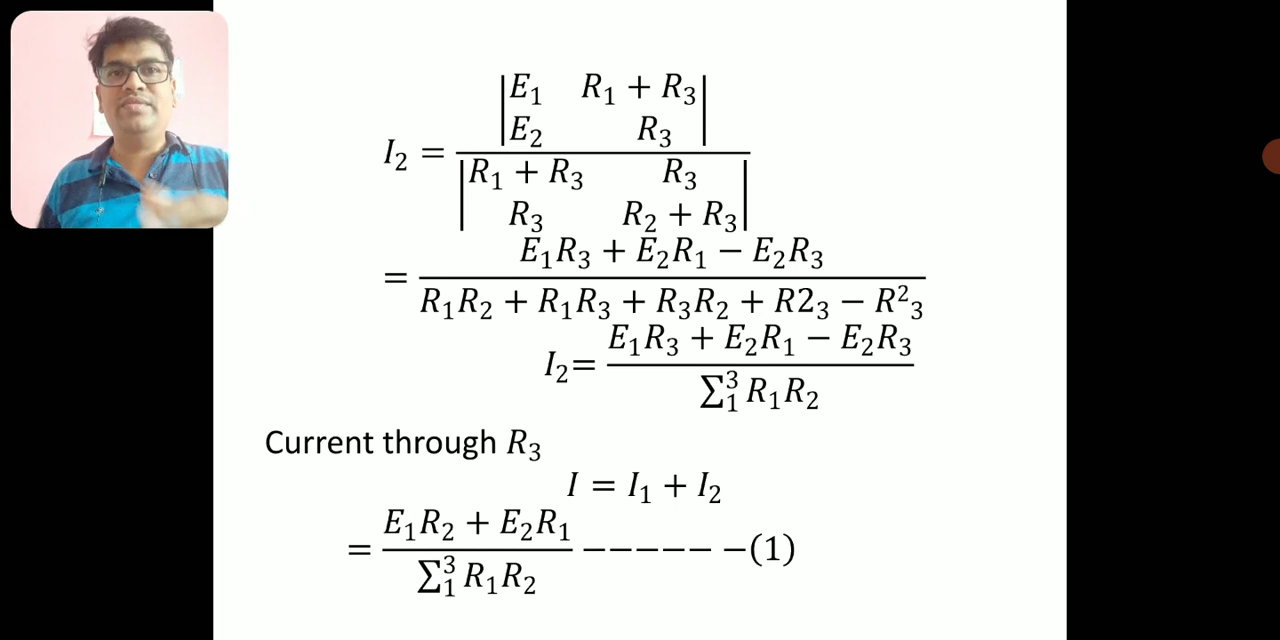 I₂ = |E₁ R₁ + R₃|
|E₂ R₃|
|R₁ + R₃ R₃|
|R₃ R₂ + R₃|
= (E₁R₃ + E₂R₁ − E₂R₃) / (R₁R₂ + R₁R₃ + R₃R₂ + R2₃ − R²₃)
I₂= (E₁R₃ + E₂R₁ − E₂R₃) / (∑₁³ R₁R₂)
Current through R₃
I = I₁ + I₂
= (E₁R₂ + E₂R₁) / (∑₁³ R₁R₂) −−−−−− −(1)